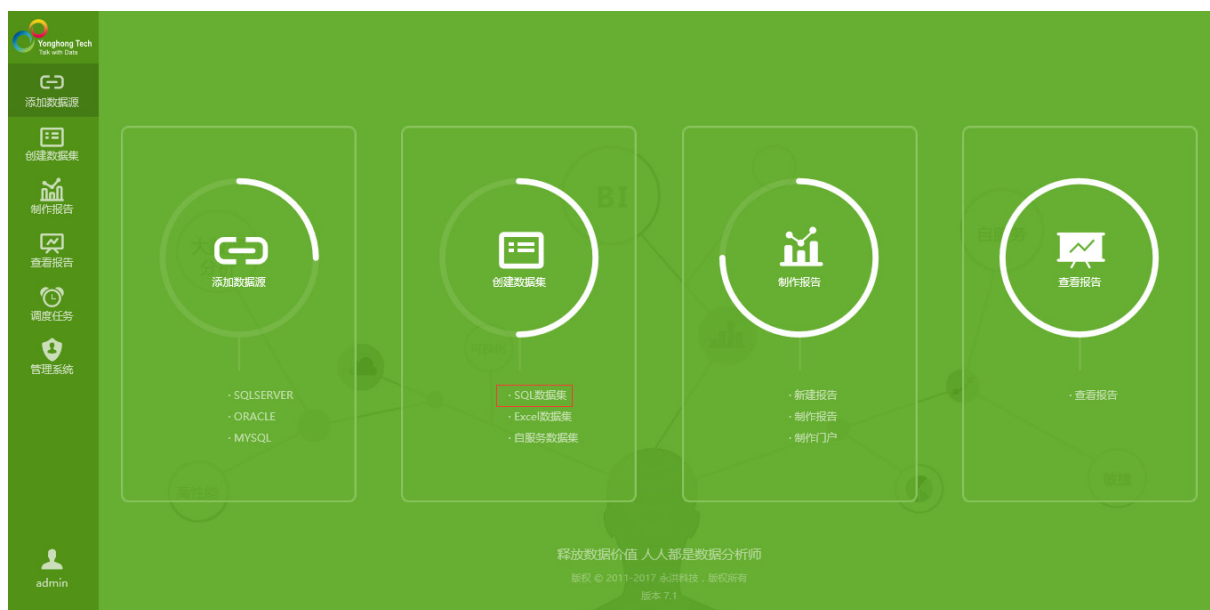 Yonghong Tech
Talk with Data
添加数据源
创建数据集
制作报告
查看报告
调度任务
管理系统
admin
添加数据源
· SQLSERVER
· ORACLE
· MYSQL
创建数据集
· SQL数据集
· Excel数据集
· 自服务数据集
制作报告
· 新建报告
· 制作报告
· 制作门户
查看报告
· 查看报告
BI
高性能
敏捷
释放数据价值 人人都是数据分析师
版权 © 2011-2017 永洪科技，版权所有
版本 7.1